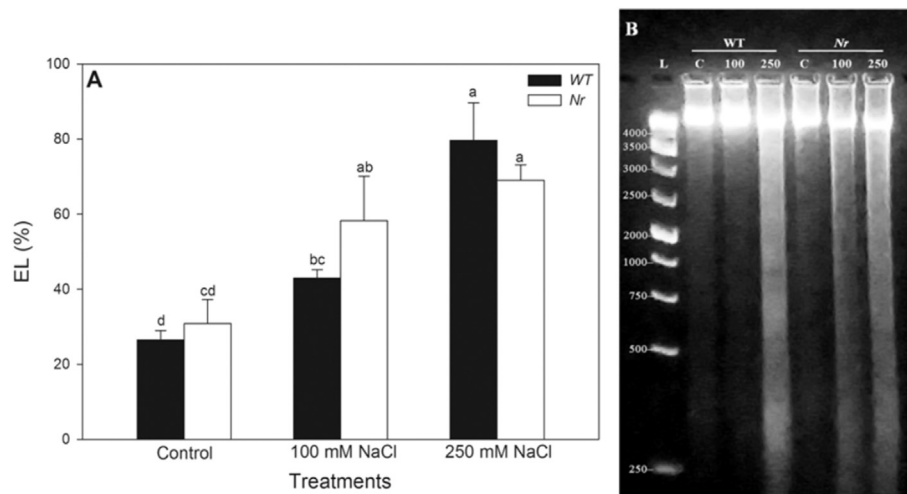 A
WT
Nr
EL (%)
100
80
60
40
20
0
d
cd
bc
ab
a
a
Control
100 mM NaCl
250 mM NaCl
Treatments
B
WT Nr
L C 100 250 C 100 250
4000
3500
3000
2500
2000
1000
750
500
250